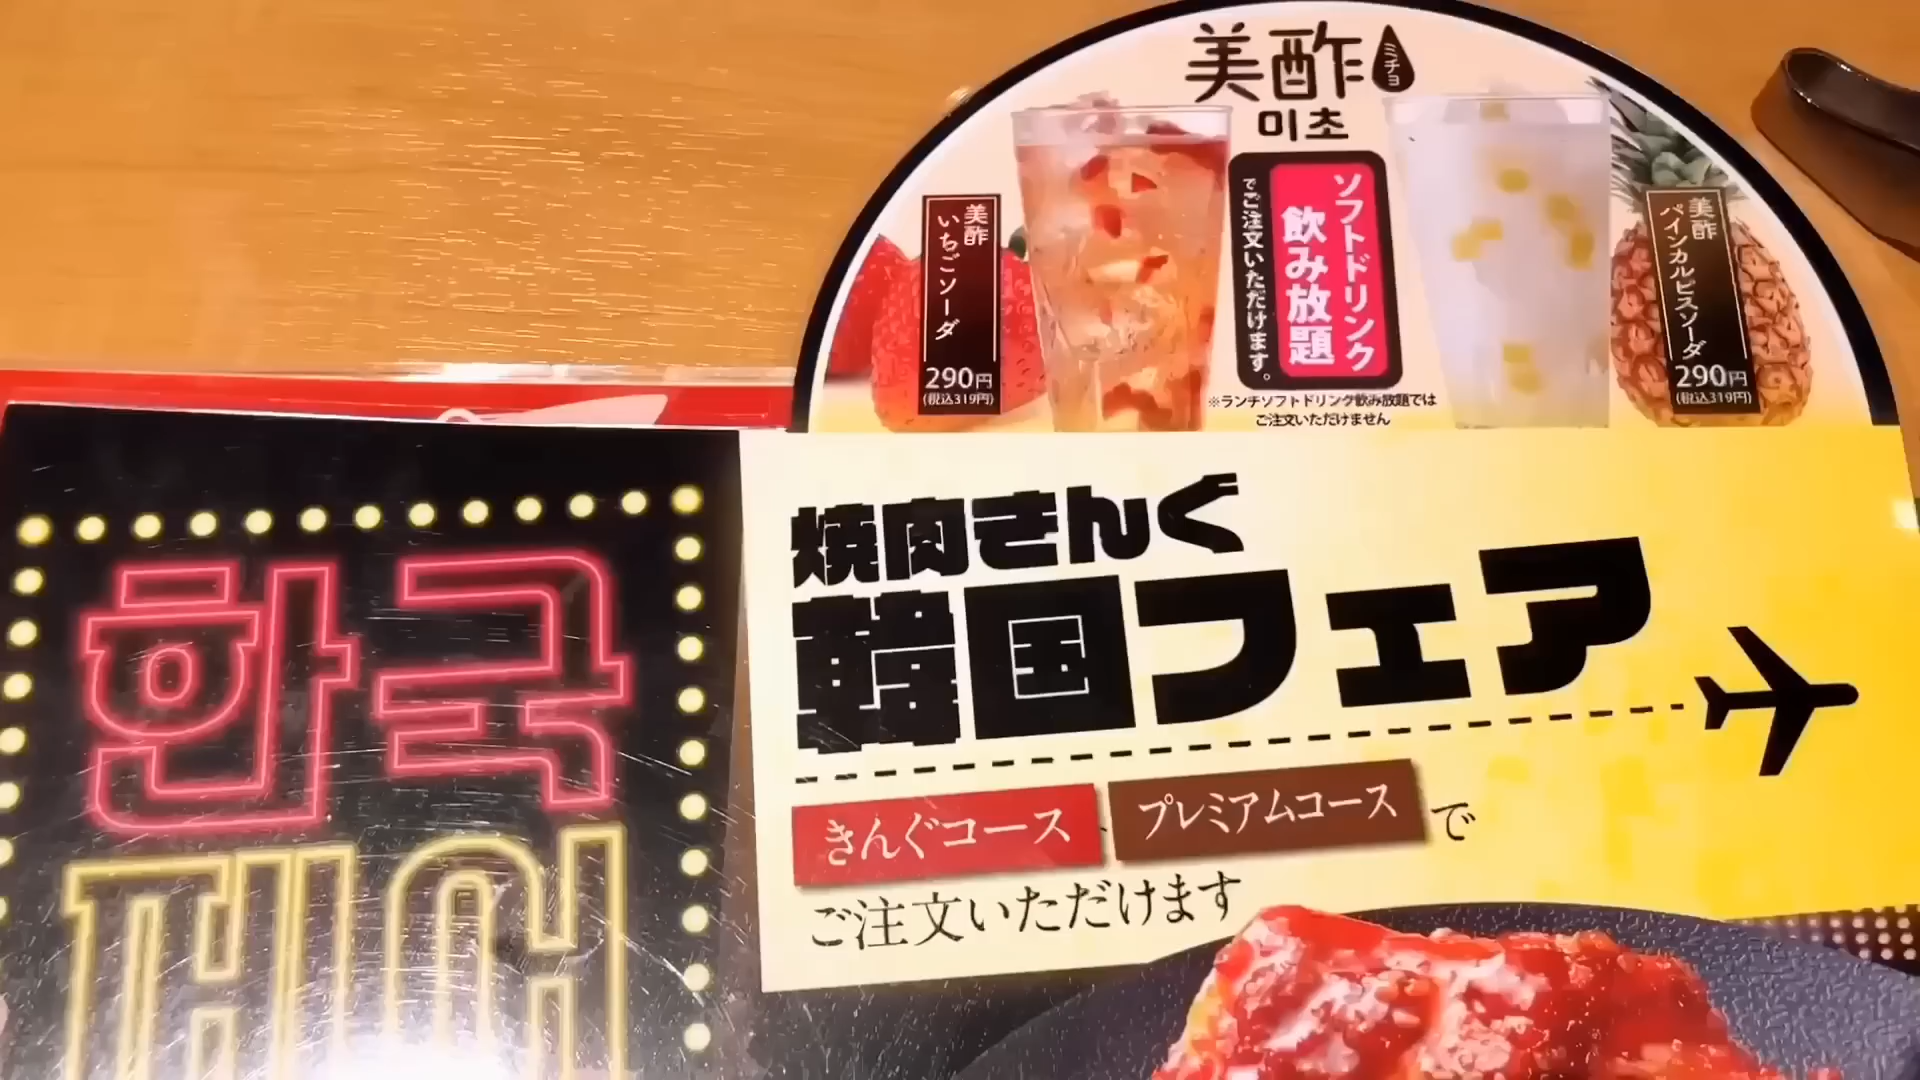 美酢
ミチョ
미초
ソフトドリンク
飲み放題
でご注文いただけます。
※ランチソフトドリンク飲み放題では
ご注文いただけません
美酢
いちごソーダ
290円
(税込319円)
美酢
パインカルピスソーダ
290円
(税込319円)
한국
페어
焼肉きんぐ
韓国フェア
きんぐコース・プレミアムコースで
ご注文いただけます